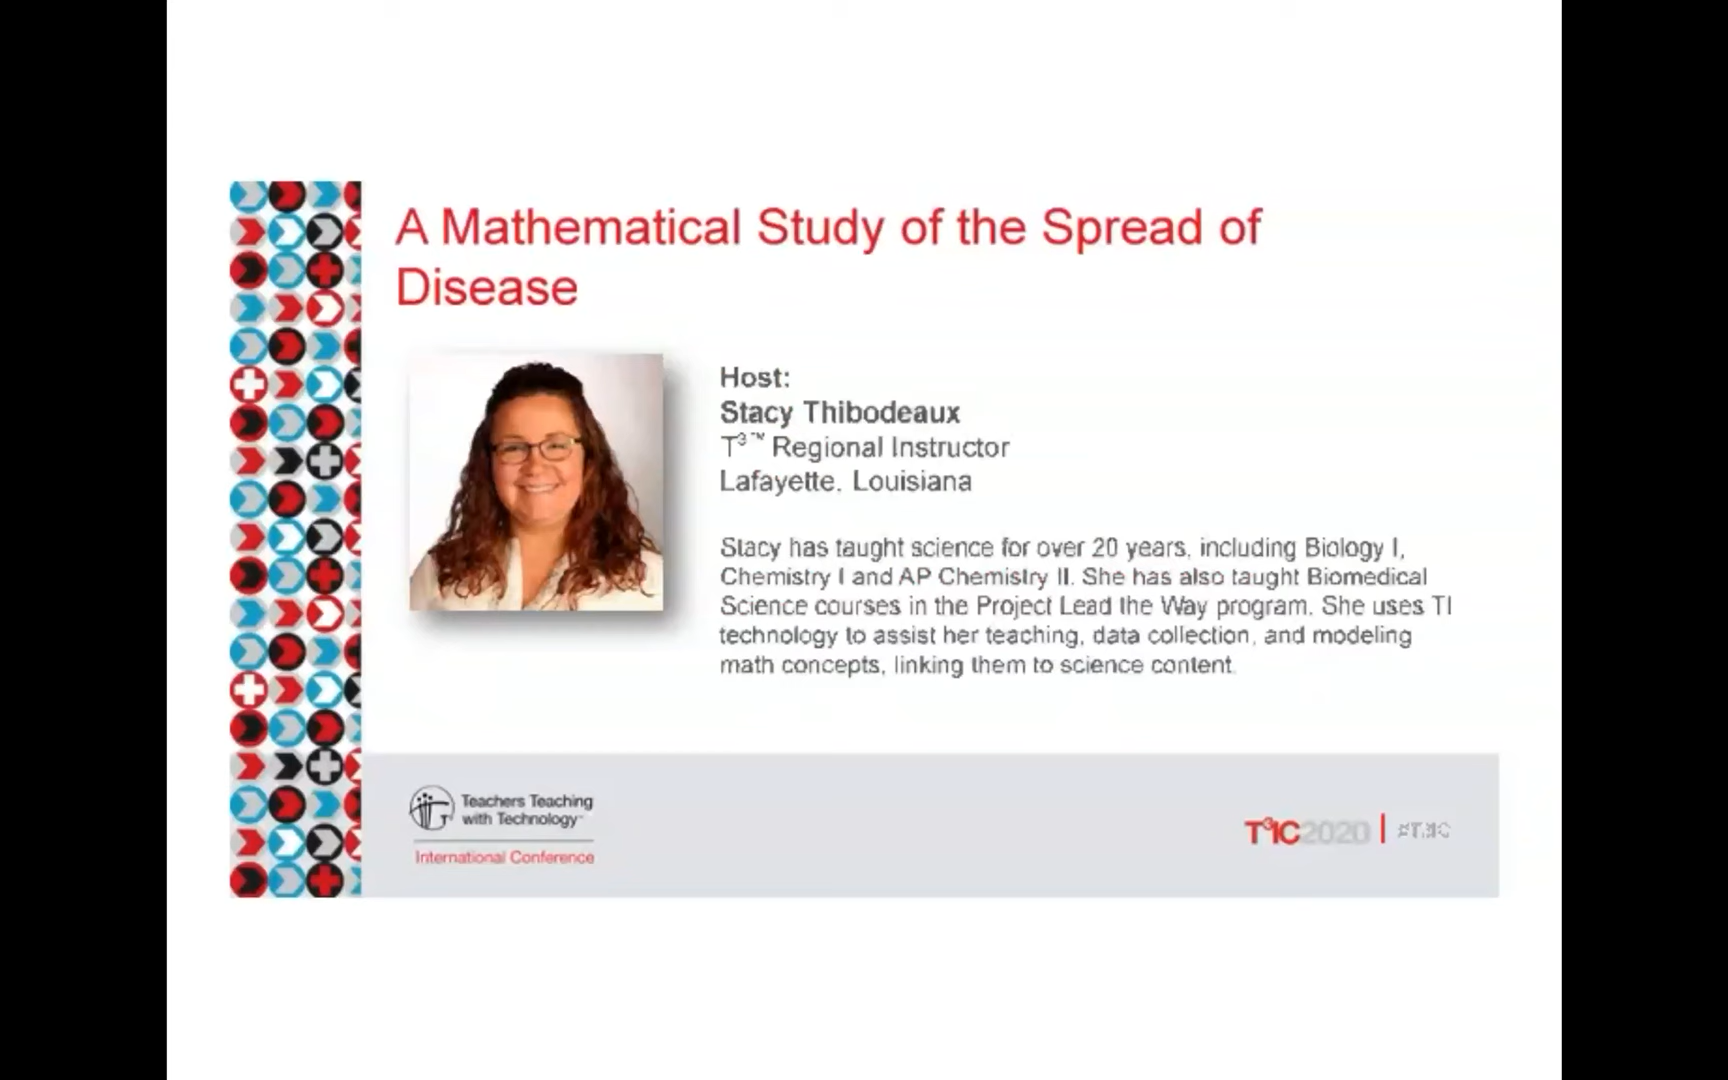 A Mathematical Study of the Spread of
Disease
Host:
Stacy Thibodeaux
T³™ Regional Instructor
Lafayette, Louisiana
Stacy has taught science for over 20 years, including Biology I,
Chemistry I and AP Chemistry II. She has also taught Biomedical
Science courses in the Project Lead the Way program. She uses TI
technology to assist her teaching, data collection, and modeling
math concepts, linking them to science content.
Teachers Teaching
with Technology™
International Conference
T³IC2020 | #T3IC